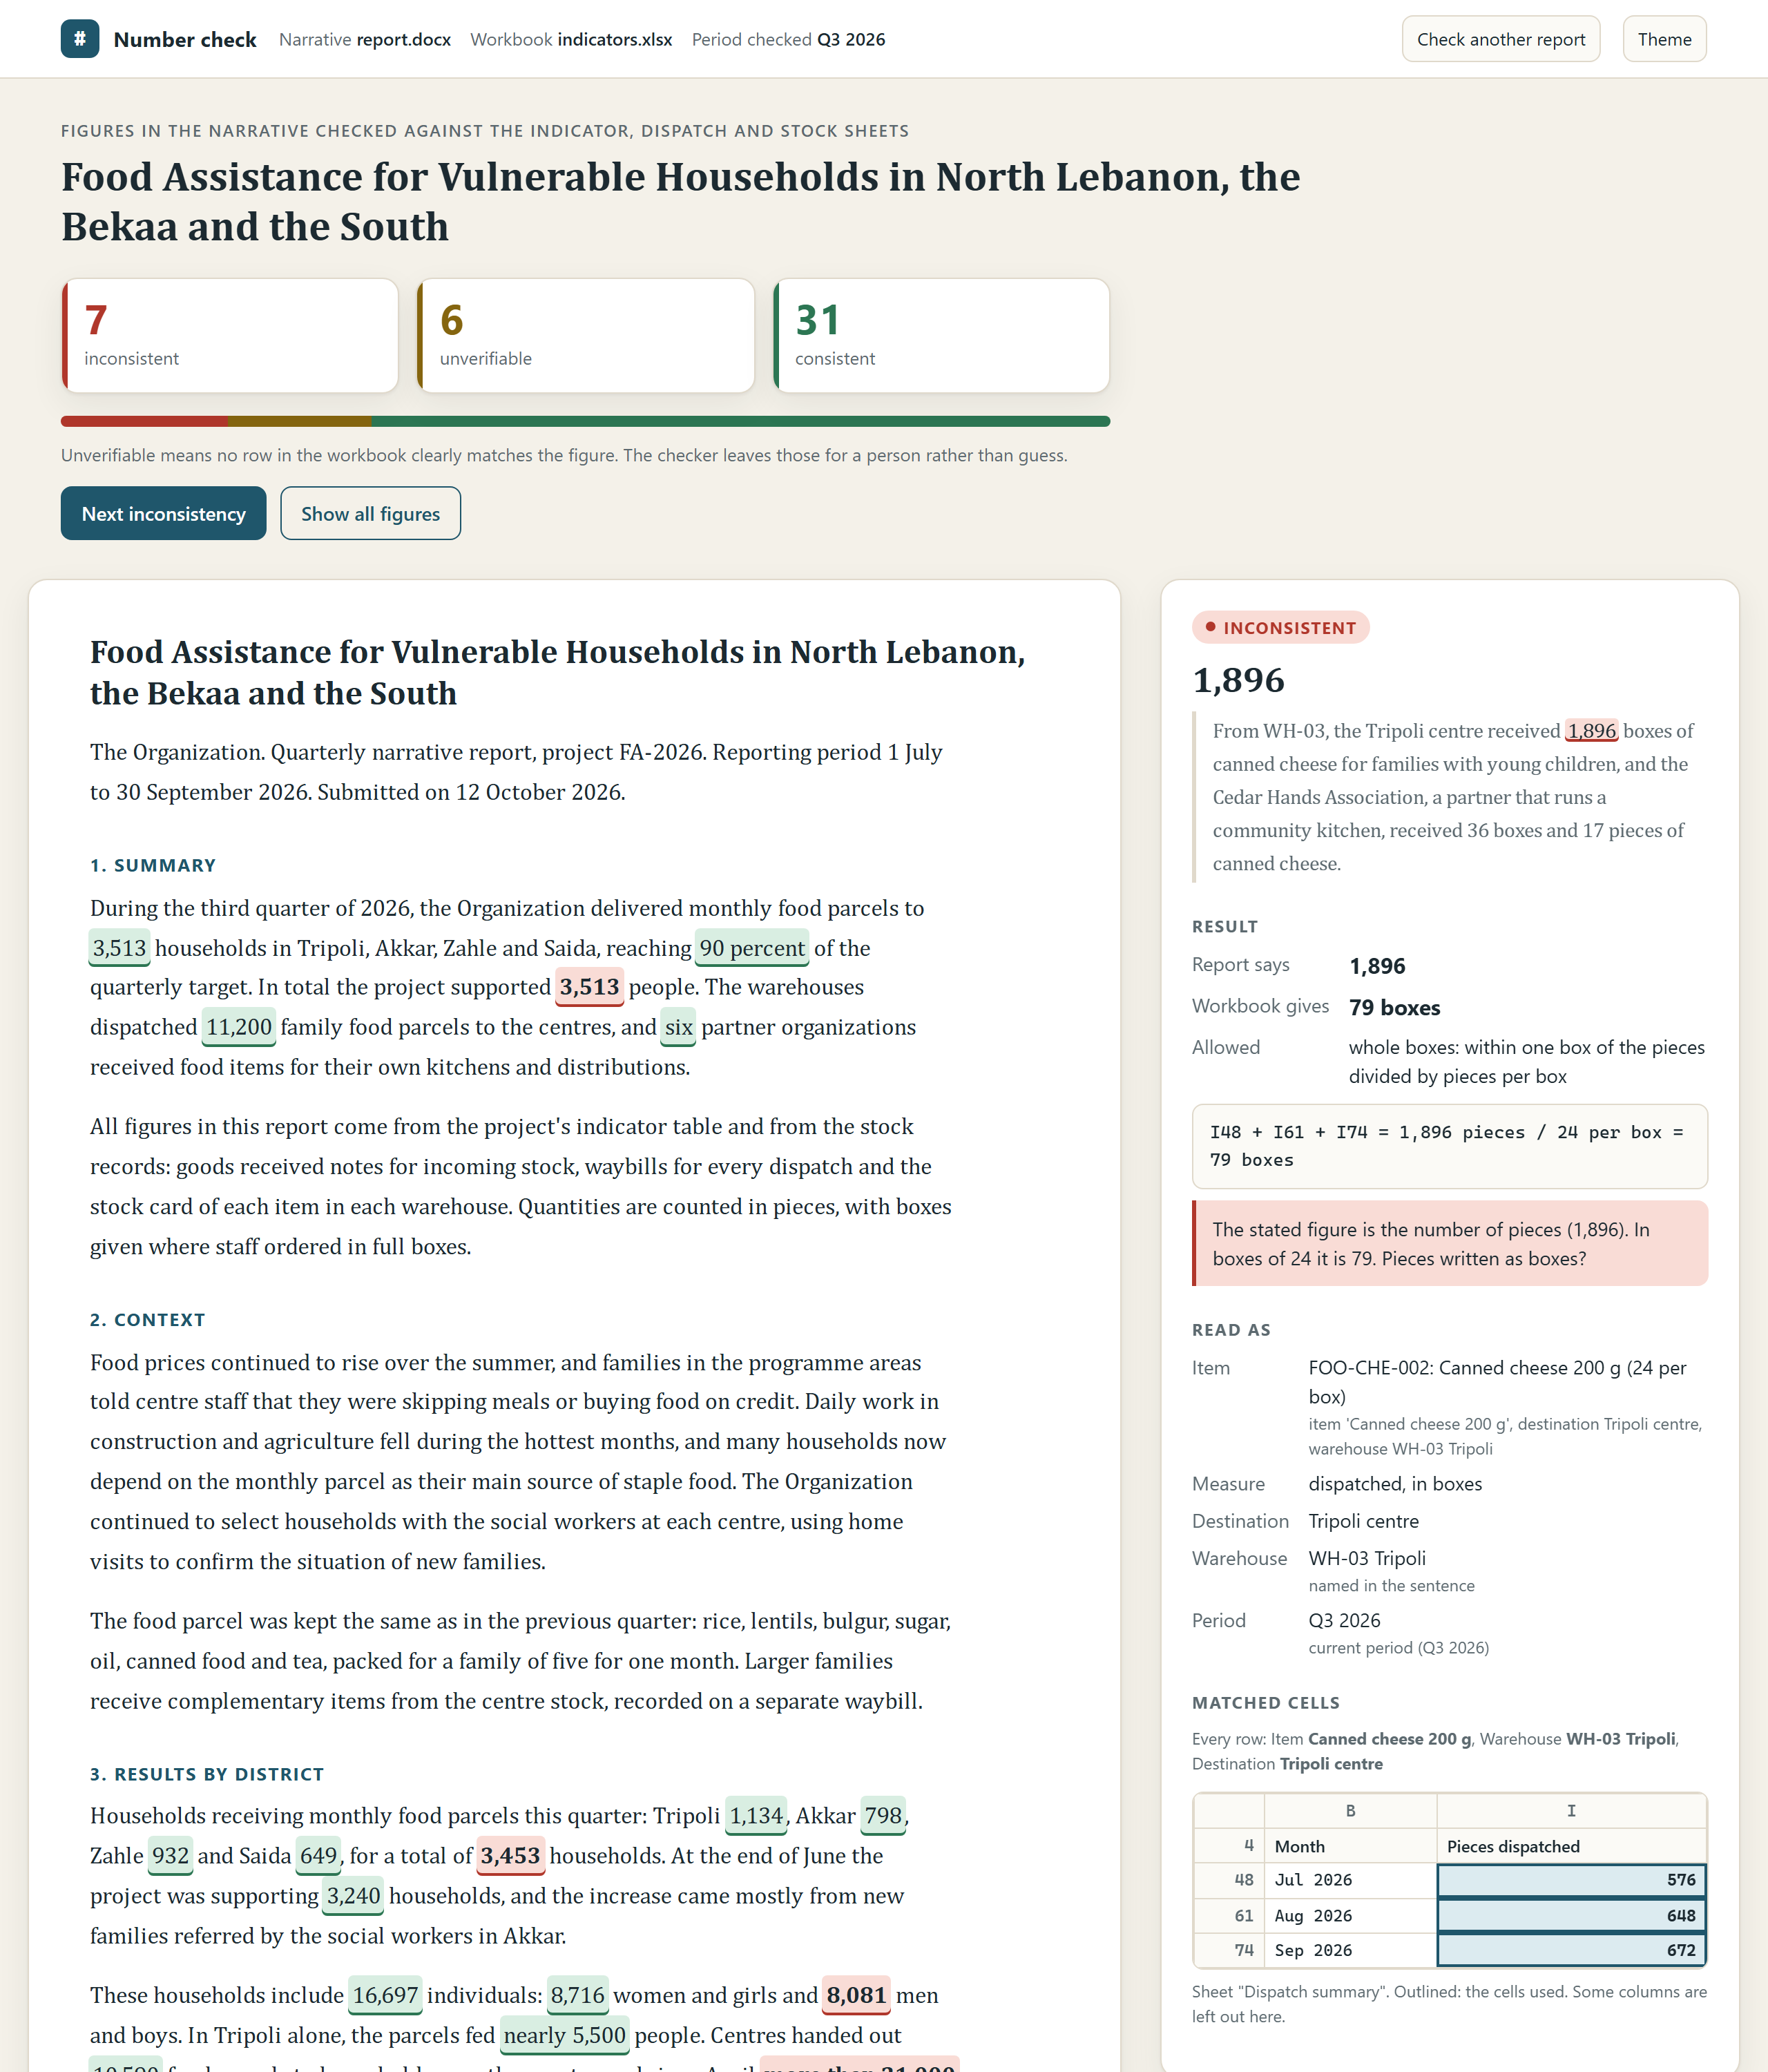 # Number check Narrative report.docx Workbook indicators.xlsx Period checked Q3 2026 Check another report Theme
FIGURES IN THE NARRATIVE CHECKED AGAINST THE INDICATOR, DISPATCH AND STOCK SHEETS
Food Assistance for Vulnerable Households in North Lebanon, the
Bekaa and the South
7
inconsistent
6
unverifiable
31
consistent
Unverifiable means no row in the workbook clearly matches the figure. The checker leaves those for a person rather than guess.
Next inconsistency Show all figures
Food Assistance for Vulnerable Households in North Lebanon,
the Bekaa and the South
The Organization. Quarterly narrative report, project FA-2026. Reporting period 1 July
to 30 September 2026. Submitted on 12 October 2026.
1. SUMMARY
During the third quarter of 2026, the Organization delivered monthly food parcels to
3,513 households in Tripoli, Akkar, Zahle and Saida, reaching 90 percent of the
quarterly target. In total the project supported 3,513 people. The warehouses
dispatched 11,200 family food parcels to the centres, and six partner organizations
received food items for their own kitchens and distributions.
All figures in this report come from the project's indicator table and from the stock
records: goods received notes for incoming stock, waybills for every dispatch and the
stock card of each item in each warehouse. Quantities are counted in pieces, with boxes
given where staff ordered in full boxes.
2. CONTEXT
Food prices continued to rise over the summer, and families in the programme areas
told centre staff that they were skipping meals or buying food on credit. Daily work in
construction and agriculture fell during the hottest months, and many households now
depend on the monthly parcel as their main source of staple food. The Organization
continued to select households with the social workers at each centre, using home
visits to confirm the situation of new families.
The food parcel was kept the same as in the previous quarter: rice, lentils, bulgur, sugar,
oil, canned food and tea, packed for a family of five for one month. Larger families
receive complementary items from the centre stock, recorded on a separate waybill.
3. RESULTS BY DISTRICT
Households receiving monthly food parcels this quarter: Tripoli 1,134, Akkar 798,
Zahle 932 and Saida 649, for a total of 3,453 households. At the end of June the
project was supporting 3,240 households, and the increase came mostly from new
families referred by the social workers in Akkar.
These households include 16,697 individuals: 8,716 women and girls and 8,081 men
and boys. In Tripoli alone, the parcels fed nearly 5,500 people. Centres handed out
INCONSISTENT
1,896
From WH-03, the Tripoli centre received 1,896 boxes of
canned cheese for families with young children, and the
Cedar Hands Association, a partner that runs a
community kitchen, received 36 boxes and 17 pieces of
canned cheese.
RESULT
Report says 1,896
Workbook gives 79 boxes
Allowed whole boxes: within one box of the pieces
divided by pieces per box
I48 + I61 + I74 = 1,896 pieces / 24 per box =
79 boxes
The stated figure is the number of pieces (1,896). In
boxes of 24 it is 79. Pieces written as boxes?
READ AS
Item FOO-CHE-002: Canned cheese 200 g (24 per
box)
item 'Canned cheese 200 g', destination Tripoli centre,
warehouse WH-03 Tripoli
Measure dispatched, in boxes
Destination Tripoli centre
Warehouse WH-03 Tripoli
named in the sentence
Period Q3 2026
current period (Q3 2026)
MATCHED CELLS
Every row: Item Canned cheese 200 g, Warehouse WH-03 Tripoli,
Destination Tripoli centre
B I
4 Month Pieces dispatched
48 Jul 2026 576
61 Aug 2026 648
74 Sep 2026 672
Sheet "Dispatch summary". Outlined: the cells used. Some columns are
left out here.